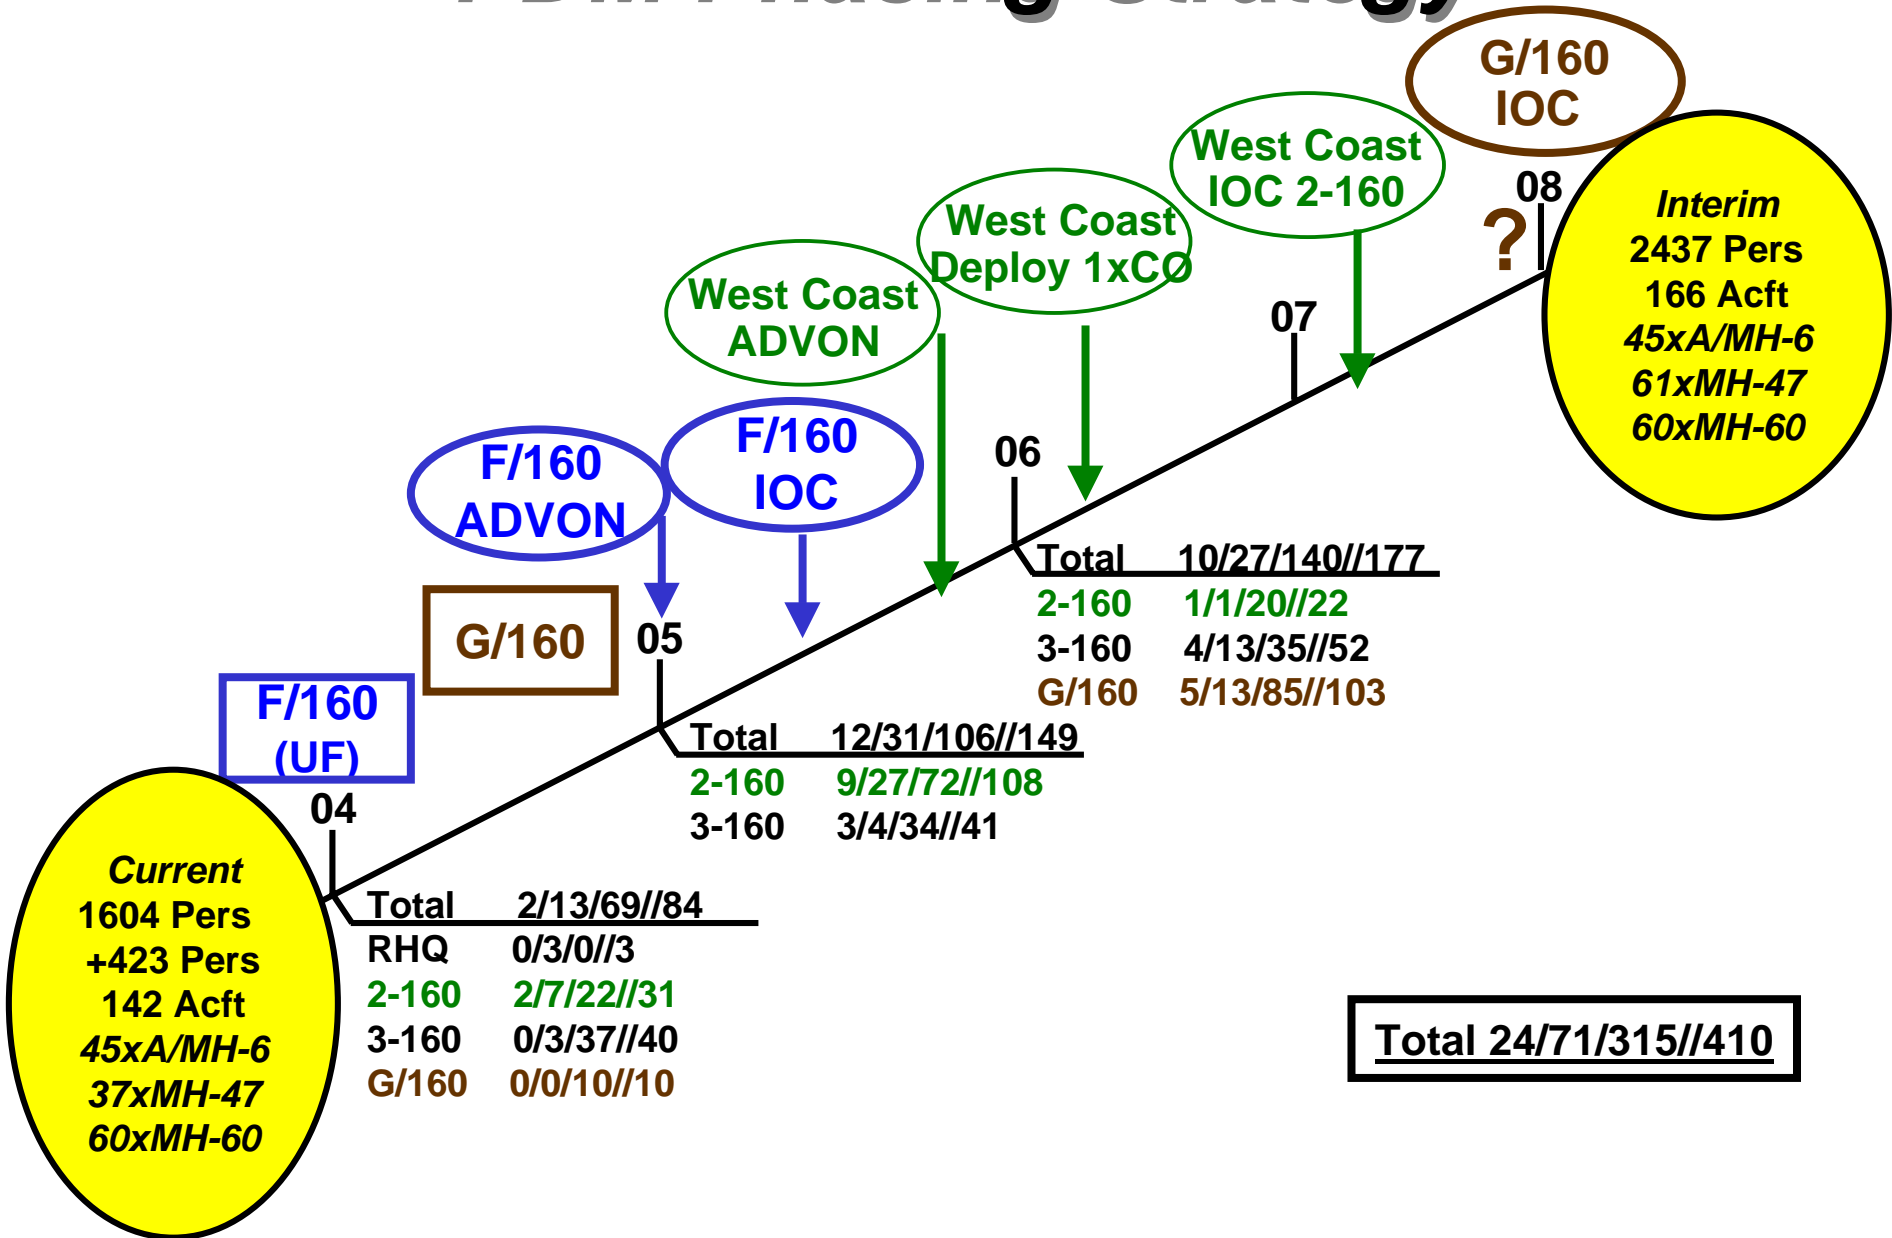 G/160
IOC
West Coast
IOC 2-160
West Coast
Deploy 1xCO
West Coast
ADVON
F/160
IOC
F/160
ADVON
G/160
F/160
(UF)
04
05
06
07
08
?
Interim
2437 Pers
166 Acft
45xA/MH-6
61xMH-47
60xMH-60
Total 10/27/140//177
2-160 1/1/20//22
3-160 4/13/35//52
G/160 5/13/85//103
Total 12/31/106//149
2-160 9/27/72//108
3-160 3/4/34//41
Current
1604 Pers
+423 Pers
142 Acft
45xA/MH-6
37xMH-47
60xMH-60
Total 2/13/69//84
RHQ 0/3/0//3
2-160 2/7/22//31
3-160 0/3/37//40
G/160 0/0/10//10
Total 24/71/315//410